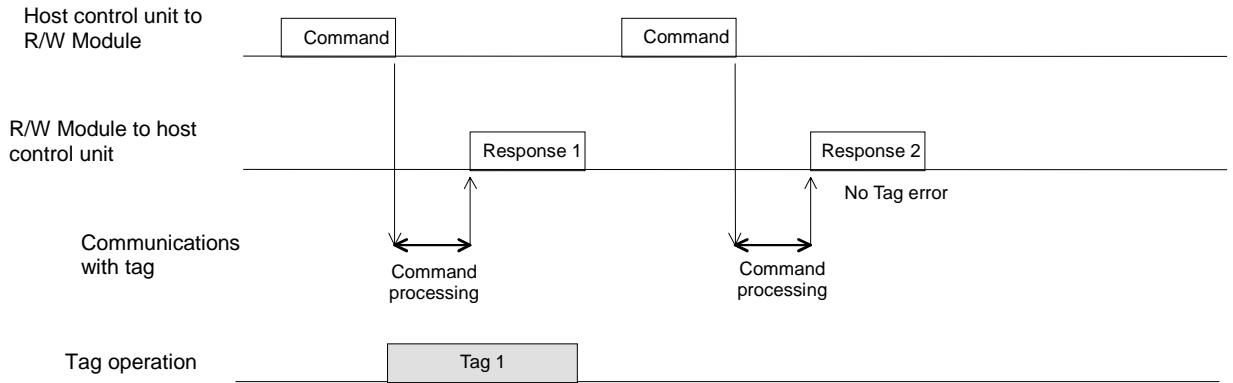 Host control unit to
R/W Module
Command
Command
R/W Module to host
control unit
Response 1
Response 2
No Tag error
Communications
with tag
Command
processing
Command
processing
Tag operation
Tag 1